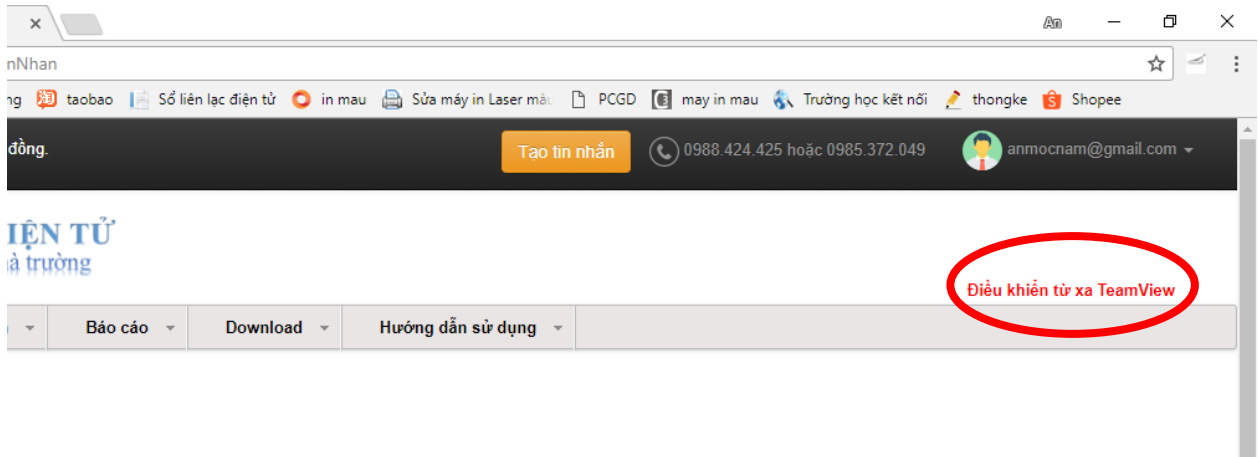 An
nNhan
ng taobao Sổ liên lạc điện tử in mau Sửa máy in Laser màu PCGD may in mau Trường học kết nối thongke Shopee
đồng. Tạo tin nhắn 0988.424.425 hoặc 0985.372.049 anmocnam@gmail.com
IỆN TỬ
à trường
Điều khiển từ xa TeamView
Báo cáo Download Hướng dẫn sử dụng